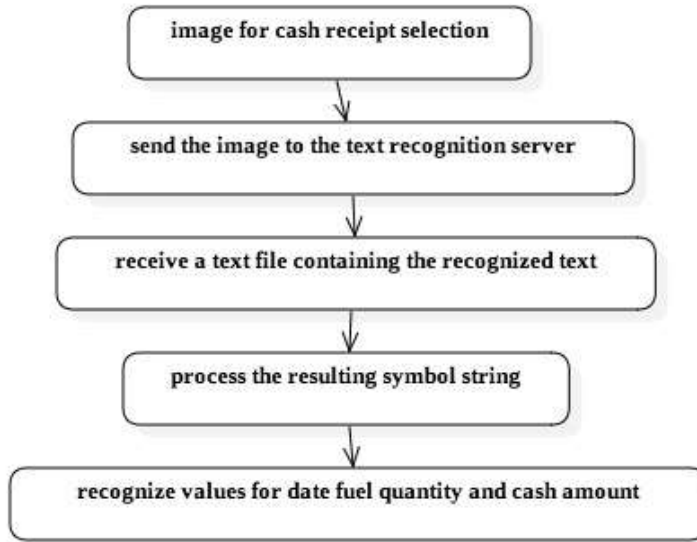 image for cash receipt selection
send the image to the text recognition server
receive a text file containing the recognized text
process the resulting symbol string
recognize values for date fuel quantity and cash amount